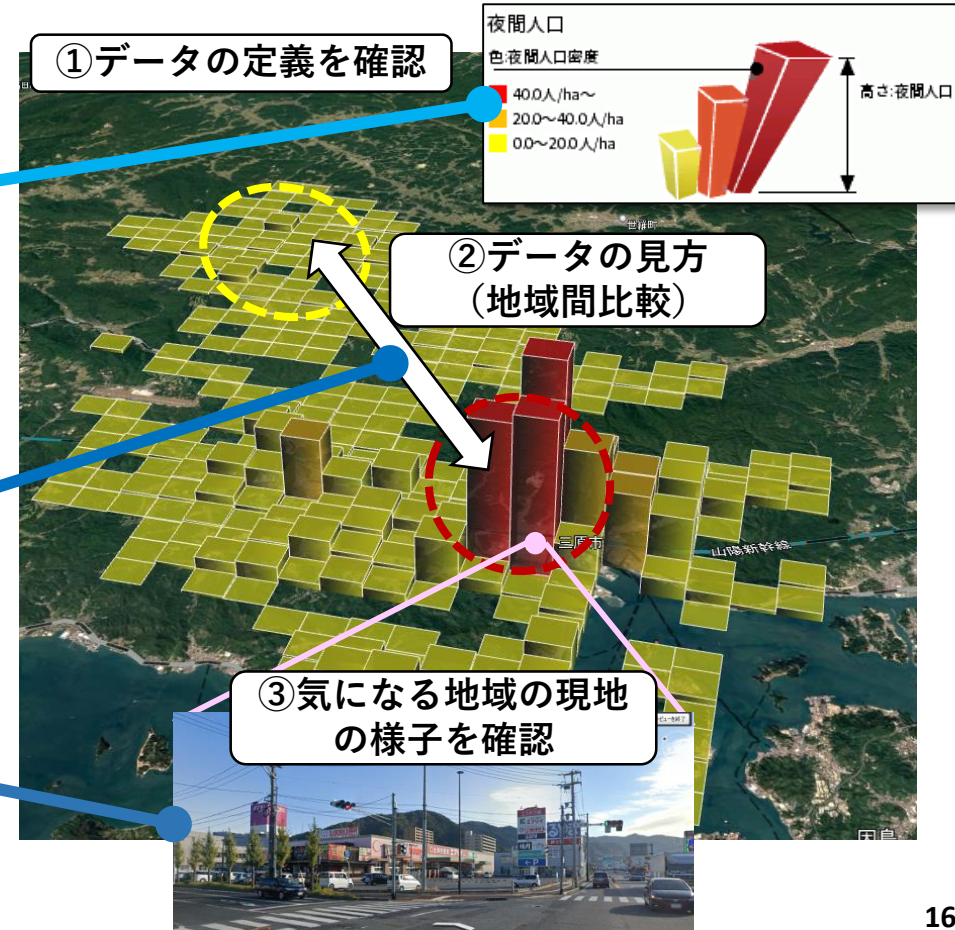 夜間人口
色:夜間人口密度
40.0人/ha~
20.0~40.0人/ha
0.0~20.0人/ha
高さ:夜間人口
①データの定義を確認
世羅町
②データの見方
(地域間比較)
三原市
山陽新幹線
③気になる地域の現地
の様子を確認
因島
16